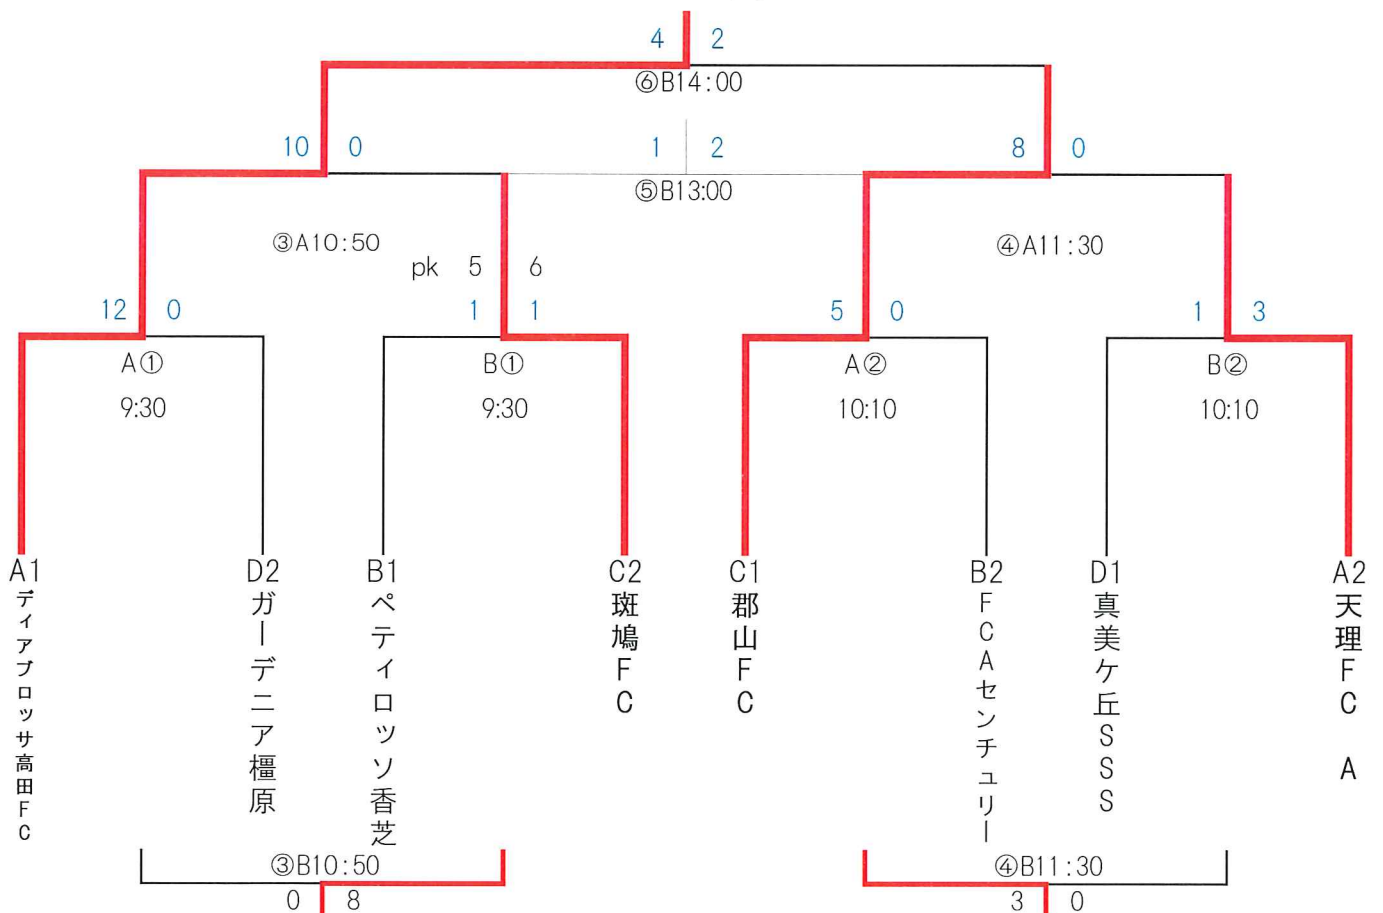 4 2
⑥B14:00
10 0 1 2 8 0
⑤B13:00
③A10:50 ④A11:30
pk 5 6
12 0 1 1 5 0 1 3
A① B① A② B②
9:30 9:30 10:10 10:10
A1 D2 B1 C2 C1 B2 D1 A2
ディアブロッサ高田FC
ガーデニア橿原
ペティロッソ香芝
斑鳩FC
郡山FC
FCAセンチュリー
真美ケ丘SSS
天理FC A
③B10:50 ④B11:30
0 8 3 0